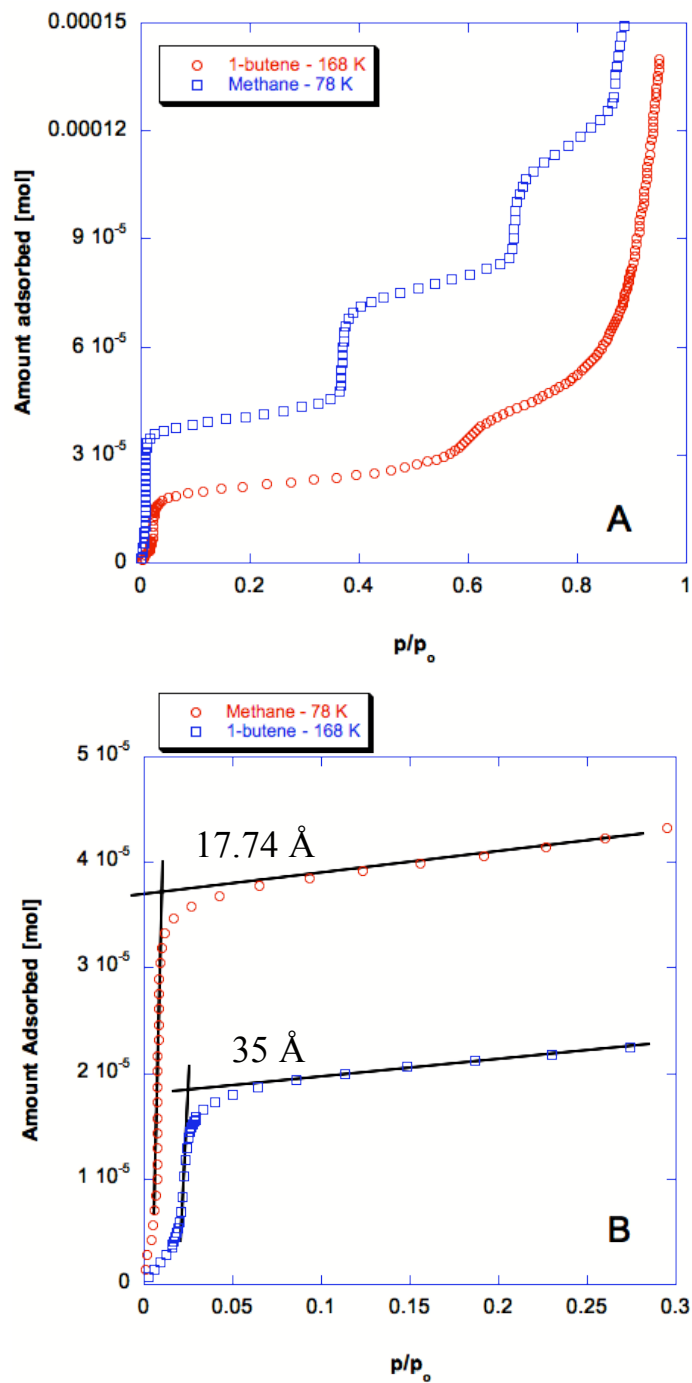 0.00015
1-butene - 168 K
Methane - 78 K
0.00012
9 10⁻⁵
6 10⁻⁵
3 10⁻⁵
0
Amount adsorbed [mol]
A
0 0.2 0.4 0.6 0.8 1
p/pₒ
Methane - 78 K
1-butene - 168 K
5 10⁻⁵
4 10⁻⁵
3 10⁻⁵
2 10⁻⁵
1 10⁻⁵
0
Amount Adsorbed [mol]
17.74 Å
35 Å
B
0 0.05 0.1 0.15 0.2 0.25 0.3
p/pₒ